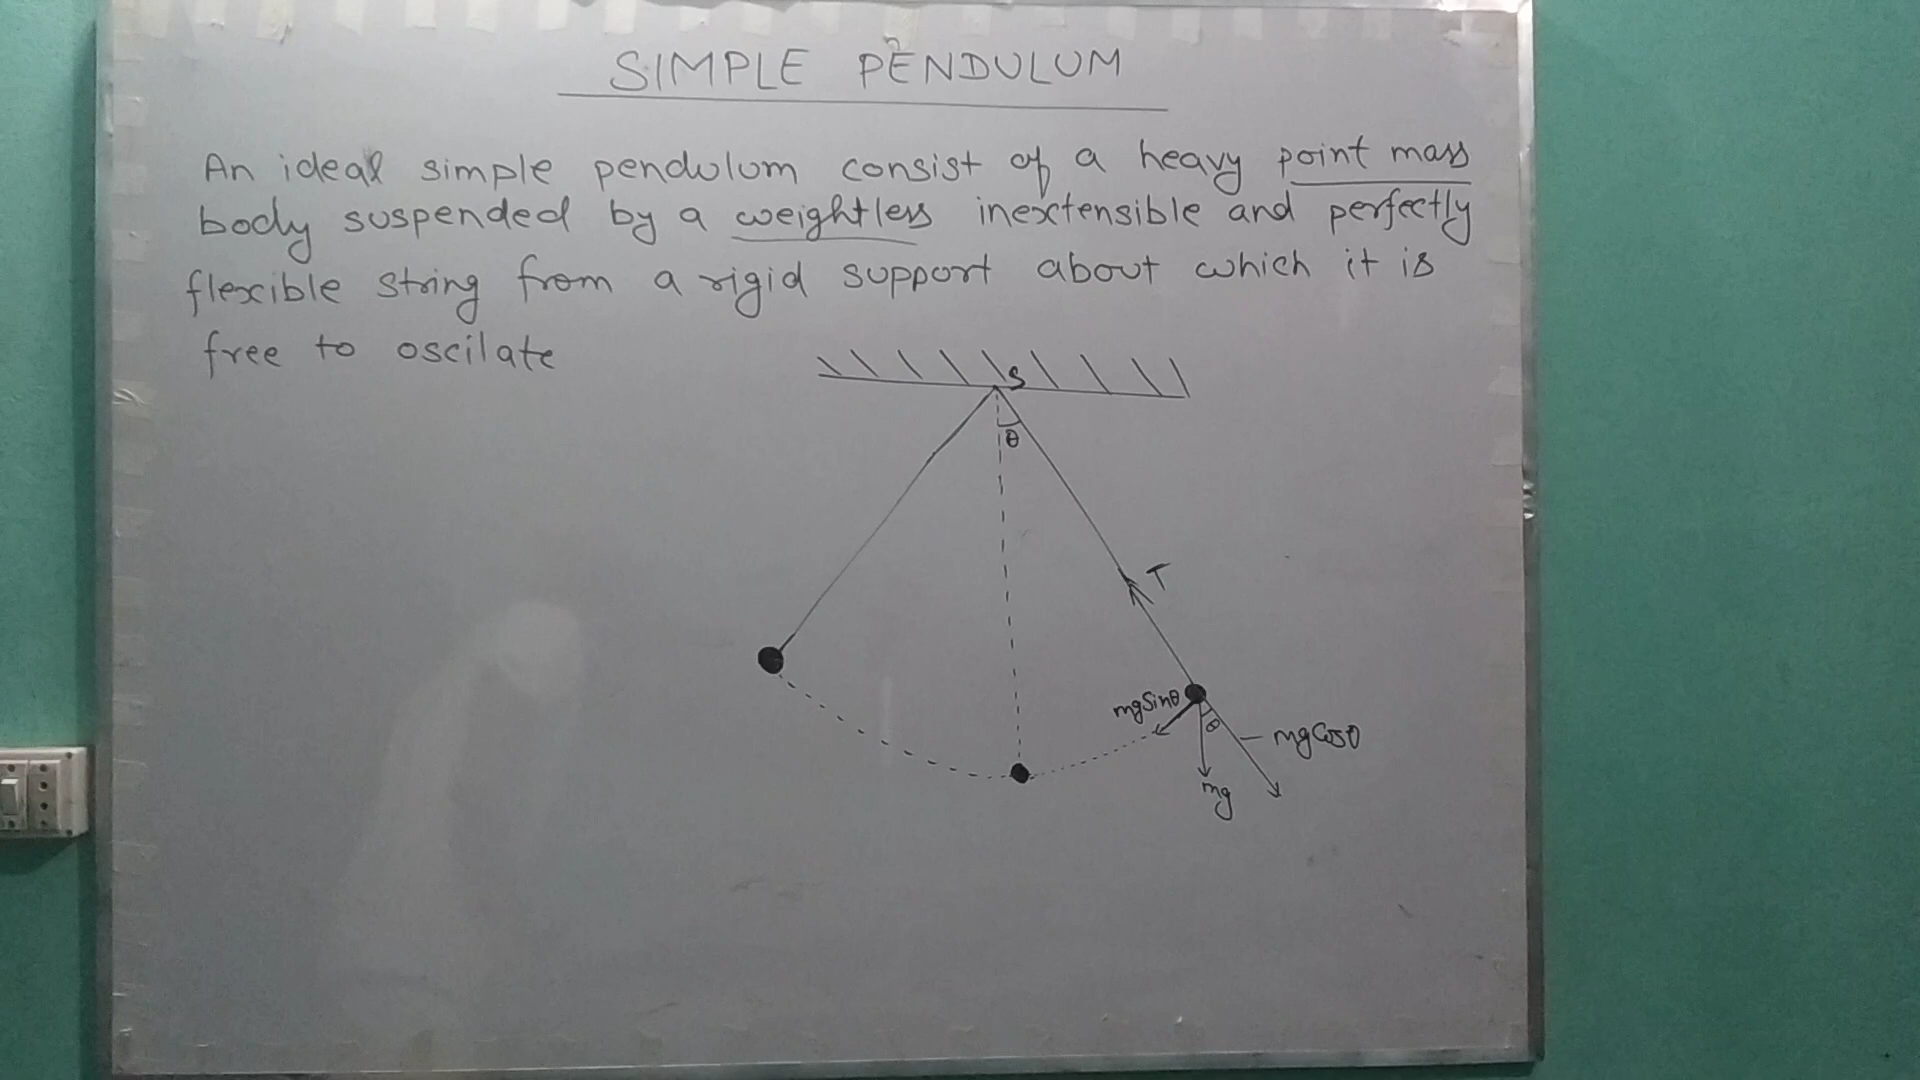 SIMPLE PENDULUM
An ideal simple pendulum consist of a heavy point mass
body suspended by a weightless inextensible and perfectly
flexible string from a rigid support about which it is
free to oscilate
S
θ
T
mgSinθ
θ
mgCosθ
mg